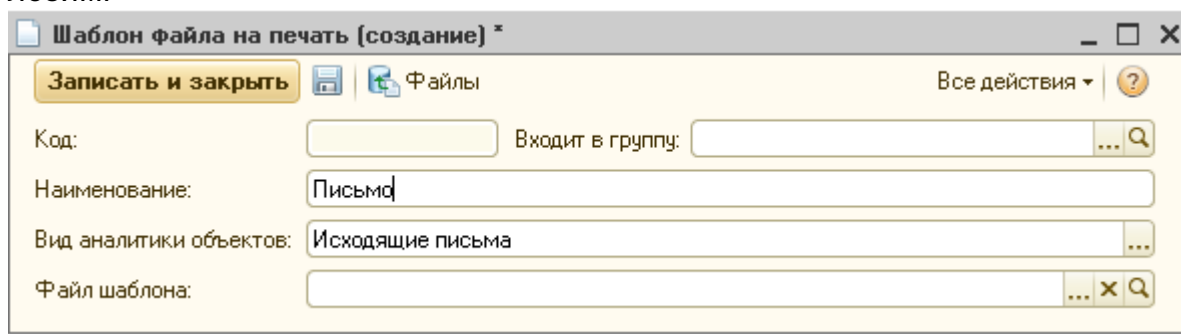 Шаблон файла на печать (создание) *
Записать и закрыть Файлы Все действия ?
Код: Входит в группу: ...
Наименование: Письмо
Вид аналитики объектов: Исходящие письма ...
Файл шаблона: ... x